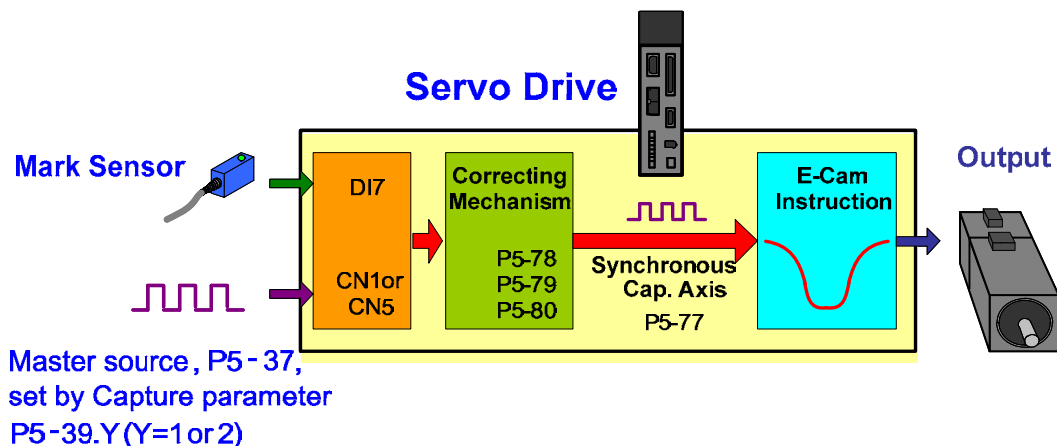 Servo Drive
Mark Sensor
DI7
CN1or
CN5
Correcting
Mechanism
P5-78
P5-79
P5-80
Synchronous
Cap. Axis
P5-77
E-Cam
Instruction
Output
Master source, P5-37,
set by Capture parameter
P5-39.Y(Y=1 or 2)